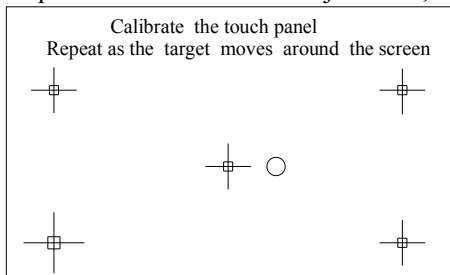 Calibrate the touch panel
Repeat as the target moves around the screen